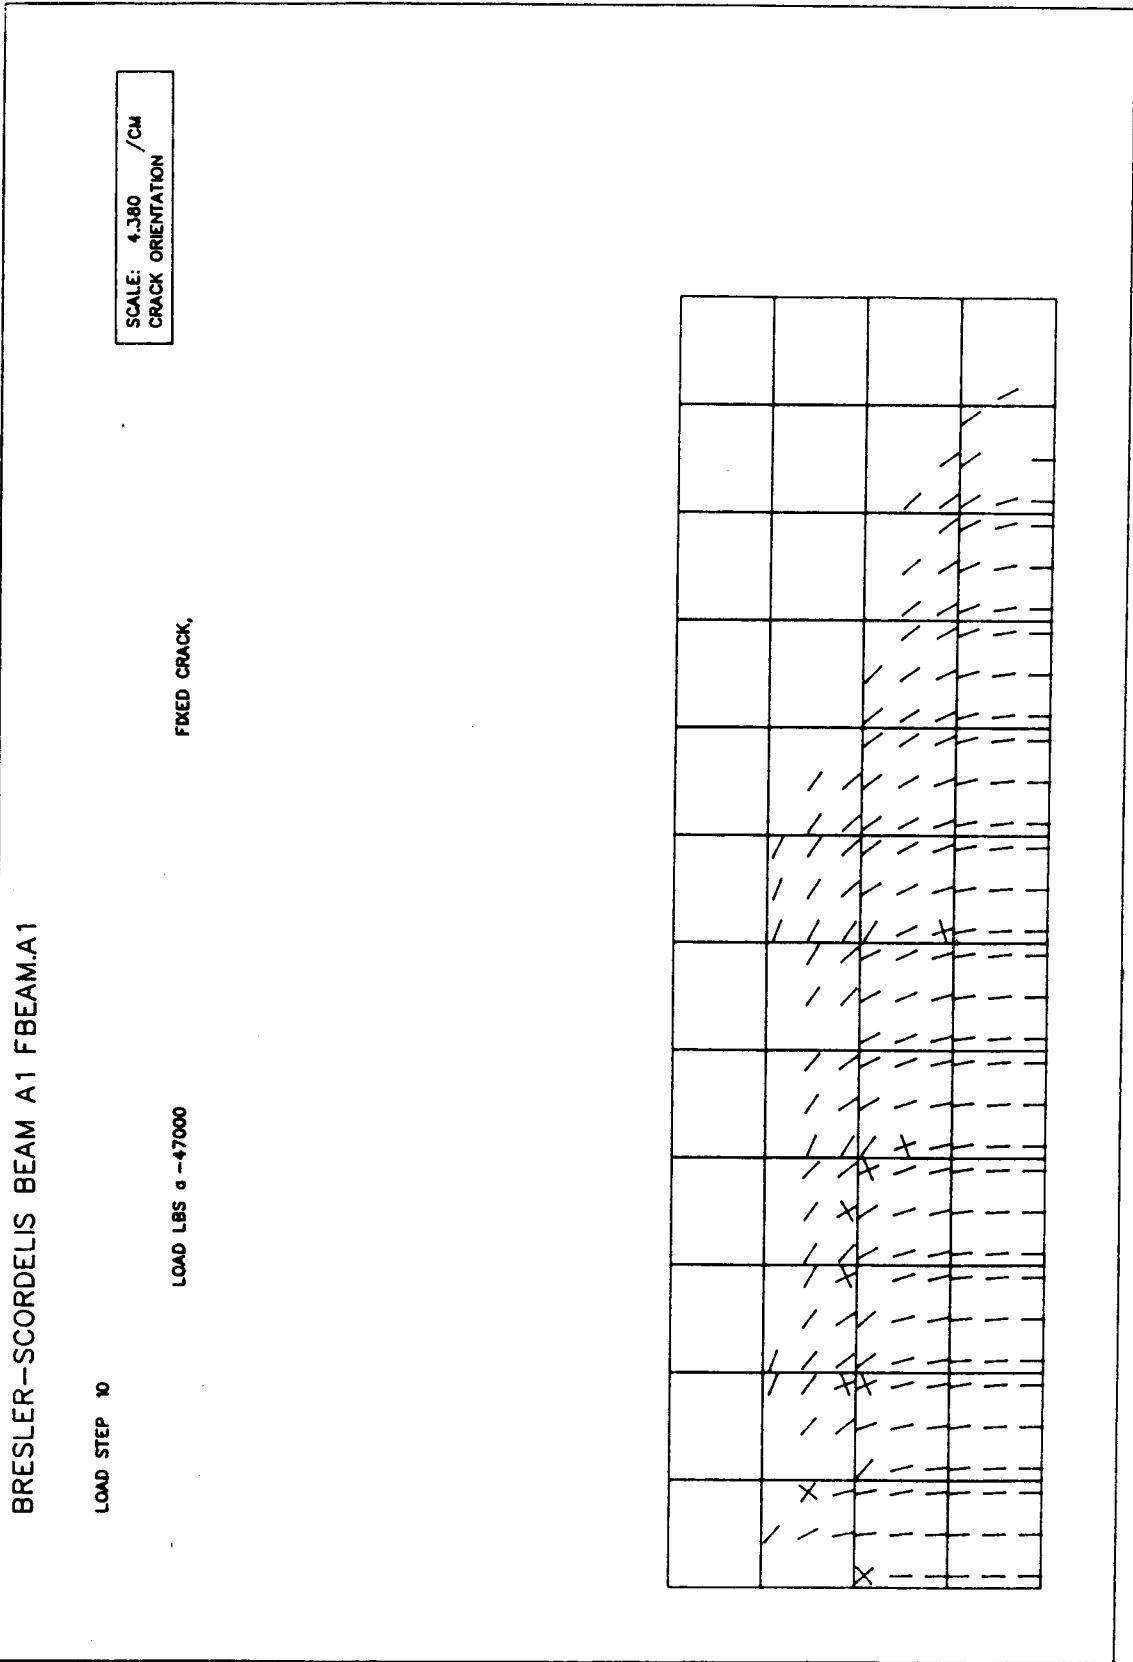 BRESLER-SCORDELIS BEAM A1 FBEAM.A1
LOAD STEP 10
SCALE: 4.380 /CM
CRACK ORIENTATION
LOAD LBS a -47000
FIXED CRACK,